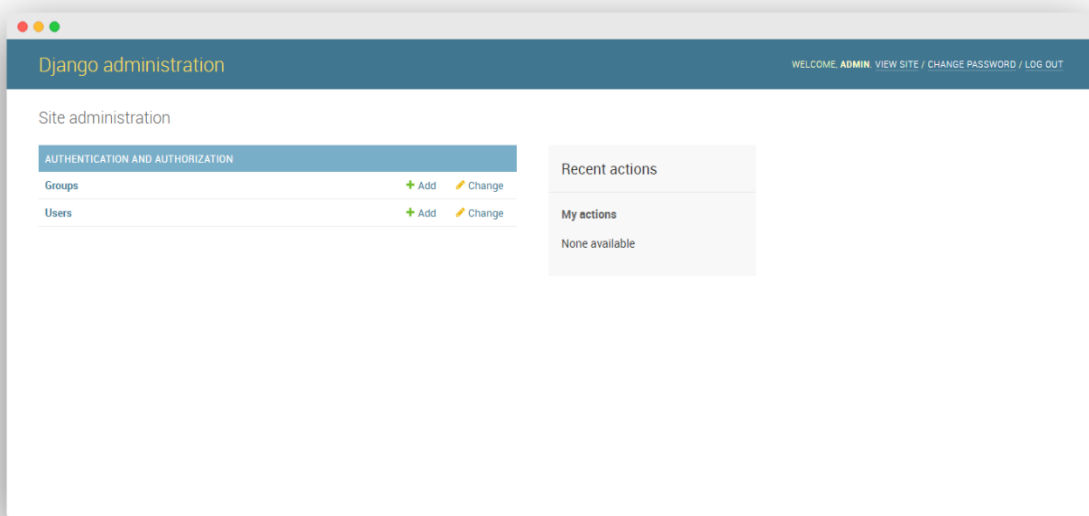 Django administration
WELCOME, ADMIN. VIEW SITE / CHANGE PASSWORD / LOG OUT
Site administration
AUTHENTICATION AND AUTHORIZATION
Groups + Add Change
Users + Add Change
Recent actions
My actions
None available